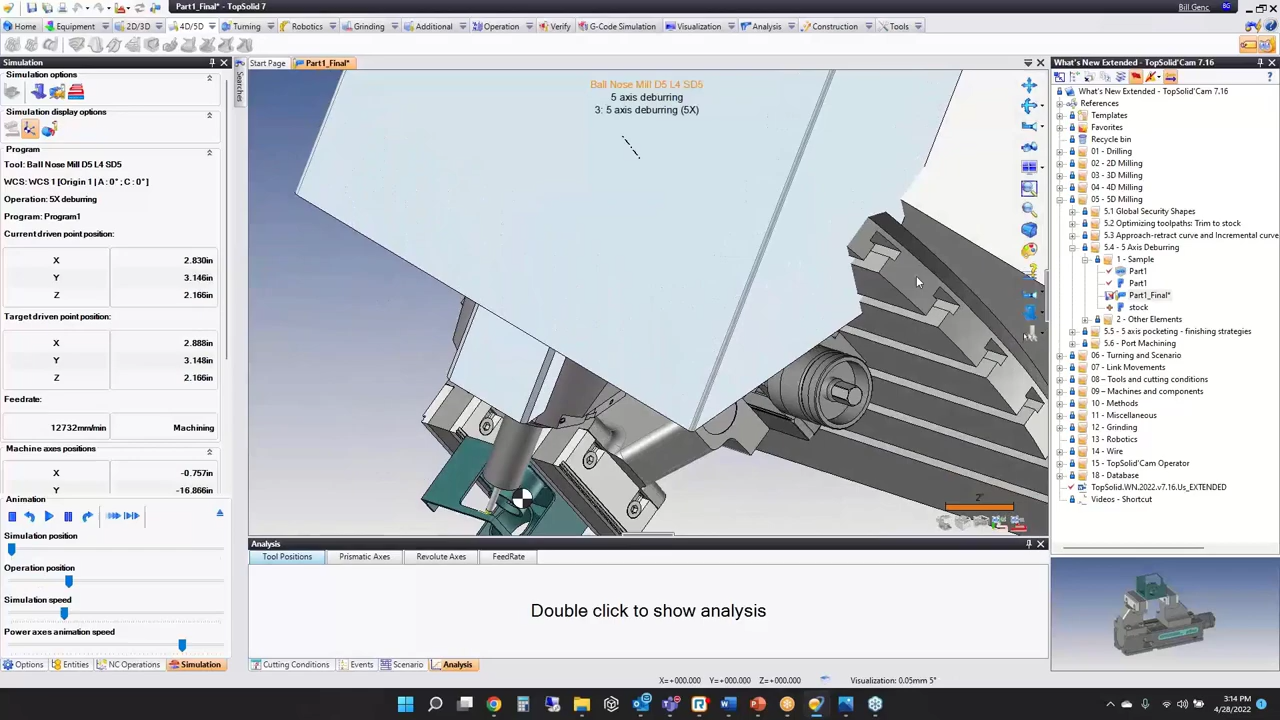 Part1_Final* - TopSolid 7
Bill Genc
Home
Equipment
2D/3D
4D/5D
Turning
Robotics
Grinding
Additional
Operation
Verify
G-Code Simulation
Visualization
Analysis
Construction
Tools
Simulation
Searches
Start Page
Part1_Final*
What's New Extended - TopSolid'Cam 7.16
Simulation options
Simulation display options
Program
Tool: Ball Nose Mill D5 L4 SD5
WCS: WCS 1 [Origin 1 | A : 0° ; C : 0°]
Operation: 5X deburring
Program: Program1
Current driven point position:
X 2.830in
Y 3.146in
Z 2.166in
Target driven point position:
X 2.888in
Y 3.148in
Z 2.166in
Feedrate:
12732mm/min Machining
Machine axes positions
X -0.757in
Y -16.866in
Animation
Simulation position
Operation position
Simulation speed
Power axes animation speed
Options
Entities
NC Operations
Simulation
Ball Nose Mill D5 L4 SD5
5 axis deburring
3: 5 axis deburring (5X)
2"
Analysis
Tool Positions
Prismatic Axes
Revolute Axes
FeedRate
Double click to show analysis
Cutting Conditions
Events
Scenario
Analysis
What's New Extended - TopSolid'Cam 7.16
References
Templates
Favorites
Recycle bin
01 - Drilling
02 - 2D Milling
03 - 3D Milling
04 - 4D Milling
05 - 5D Milling
5.1 Global Security Shapes
5.2 Optimizing toolpaths: Trim to stock
5.3 Approach-retract curve and Incremental curve
5.4 - 5 Axis Deburring
1 - Sample
Part1
Part1
Part1_Final*
stock
2 - Other Elements
5.5 - 5 axis pocketing - finishing strategies
5.6 - Port Machining
06 - Turning and Scenario
07 - Link Movements
08 – Tools and cutting conditions
09 – Machines and components
10 - Methods
11 - Miscellaneous
12 - Grinding
13 - Robotics
14 - Wire
15 - TopSolid'Cam Operator
18 - Database
TopSolid.WN.2022.v7.16.Us_EXTENDED
Videos - Shortcut
X=+000.000 Y=+000.000 Z=+000.000
Visualization: 0.05mm 5°
3:14 PM
4/28/2022